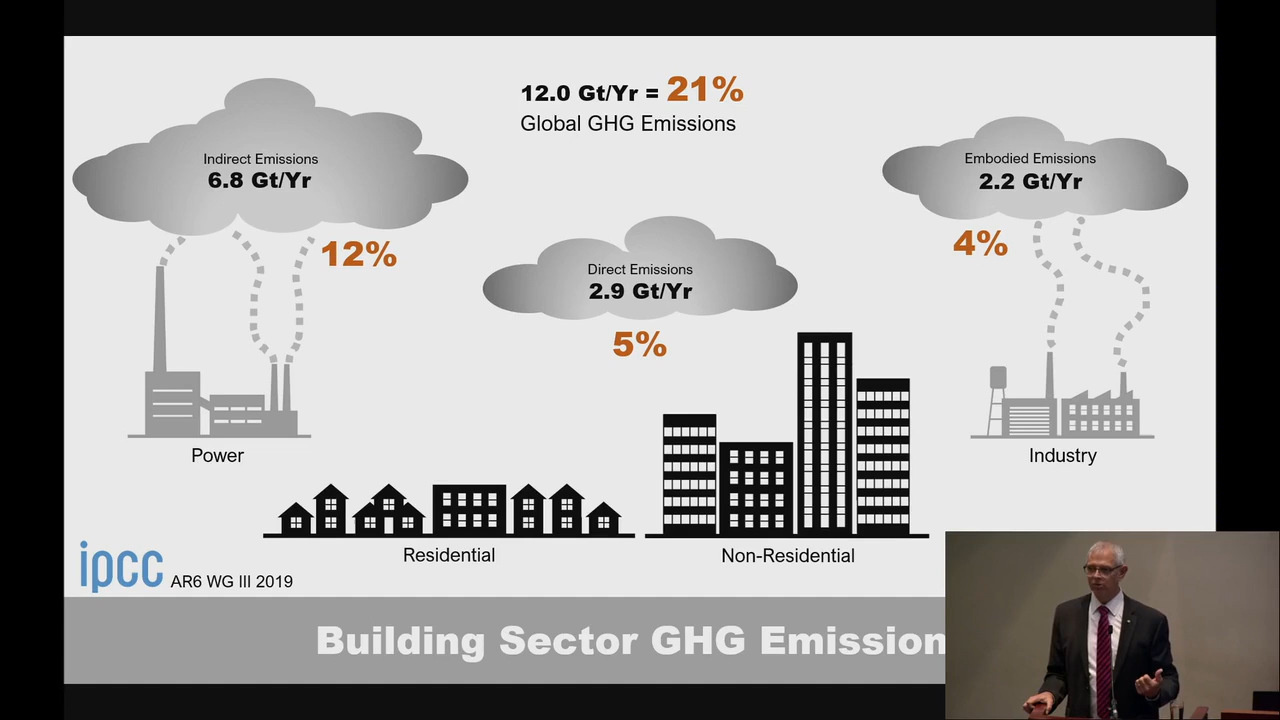 12.0 Gt/Yr = 21%
Global GHG Emissions
Indirect Emissions
6.8 Gt/Yr
12%
Direct Emissions
2.9 Gt/Yr
5%
Embodied Emissions
2.2 Gt/Yr
4%
Power
Industry
Residential
Non-Residential
ipcc AR6 WG III 2019
Building Sector GHG Emission